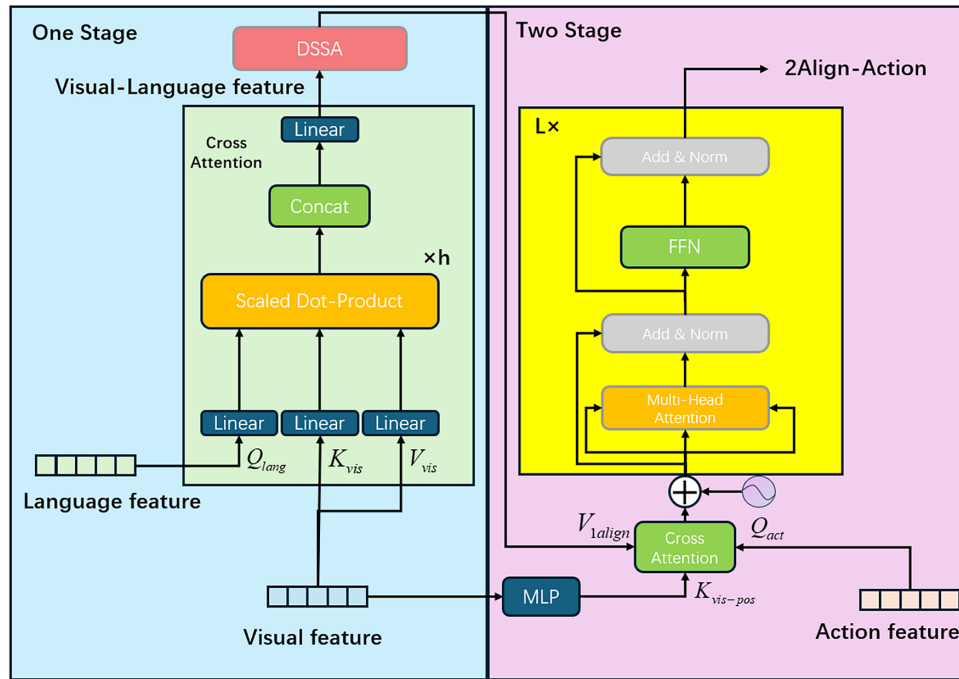 One Stage
DSSA
Visual-Language feature
Linear
Cross
Attention
Concat
×h
Scaled Dot-Product
Linear
Linear
Linear
Q_lang
K_vis
V_vis
Language feature
Visual feature
Two Stage
2Align-Action
L×
Add & Norm
FFN
Add & Norm
Multi-Head
Attention
V_1align
Cross
Attention
Q_act
MLP
K_vis-pos
Action feature